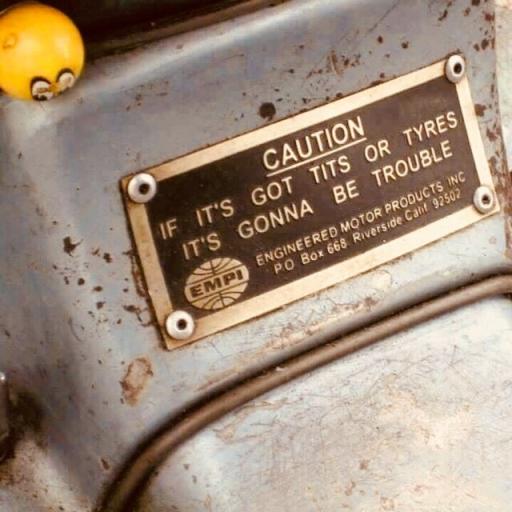 CAUTION
IF IT'S GOT TITS OR TYRES
IT'S GONNA BE TROUBLE
ENGINEERED MOTOR PRODUCTS, INC
P.O. Box 668, Riverside Calif. 92502
EMPI